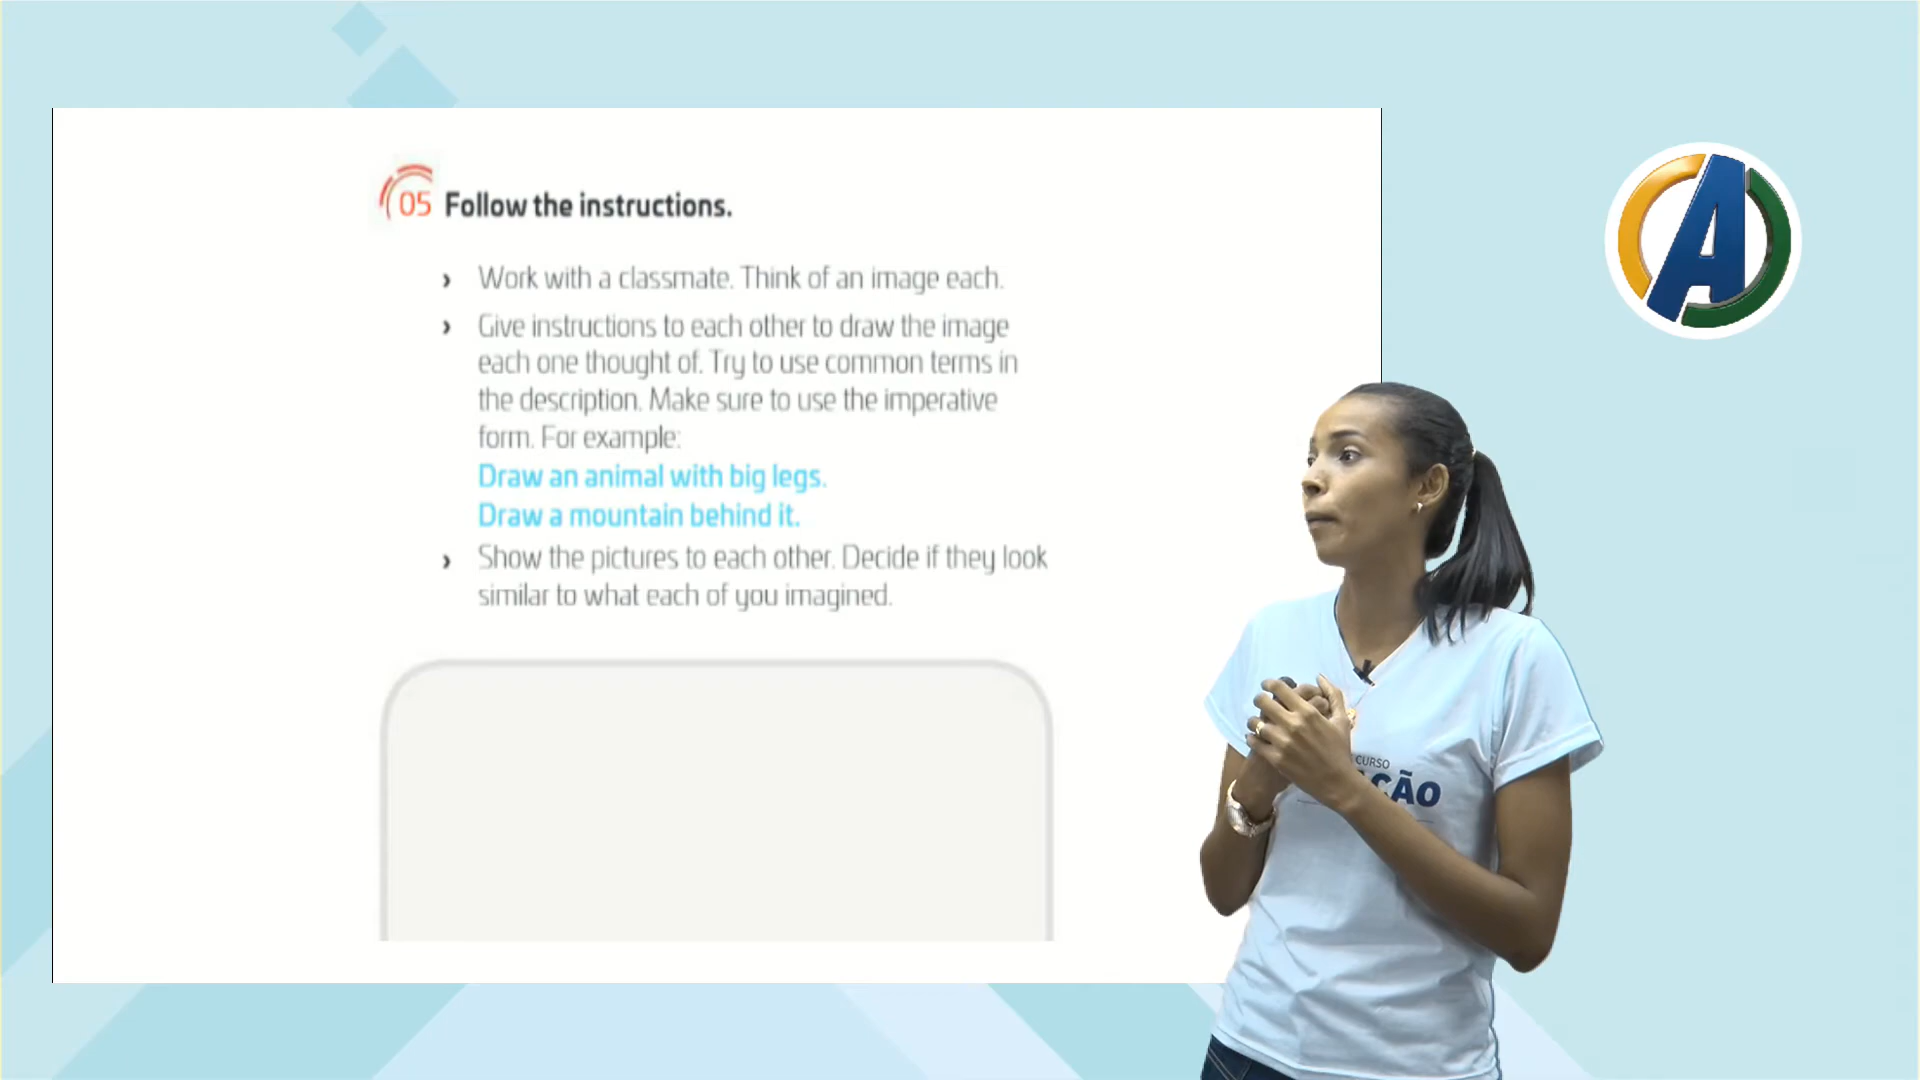 05 Follow the instructions.
› Work with a classmate. Think of an image each.
› Give instructions to each other to draw the image
each one thought of. Try to use common terms in
the description. Make sure to use the imperative
form. For example:
Draw an animal with big legs.
Draw a mountain behind it.
› Show the pictures to each other. Decide if they look
similar to what each of you imagined.
A
CURSO